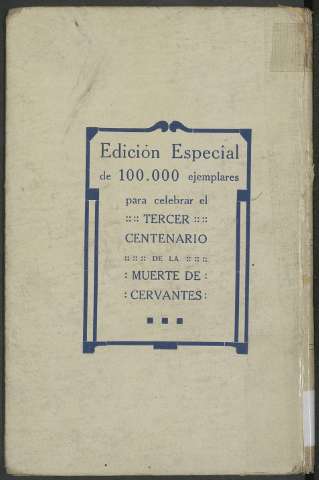 Edición Especial
de 100.000 ejemplares
para celebrar el
:: :: TERCER :: ::
CENTENARIO
:: :: :: DE LA :: :: ::
: MUERTE DE :
: CERVANTES :